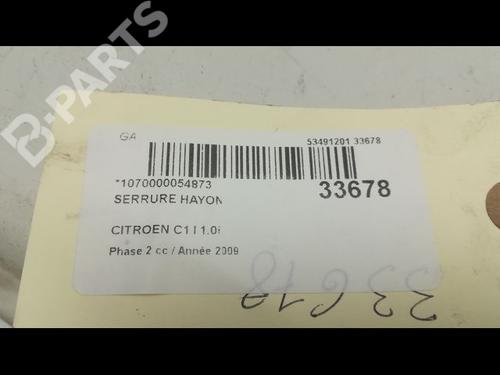 B-PARTS
GA
53491201 33678
*1070000054873
33678
SERRURE HAYON
CITROEN C1 I 1.0i
Phase 2 cc / Année 2009
33678